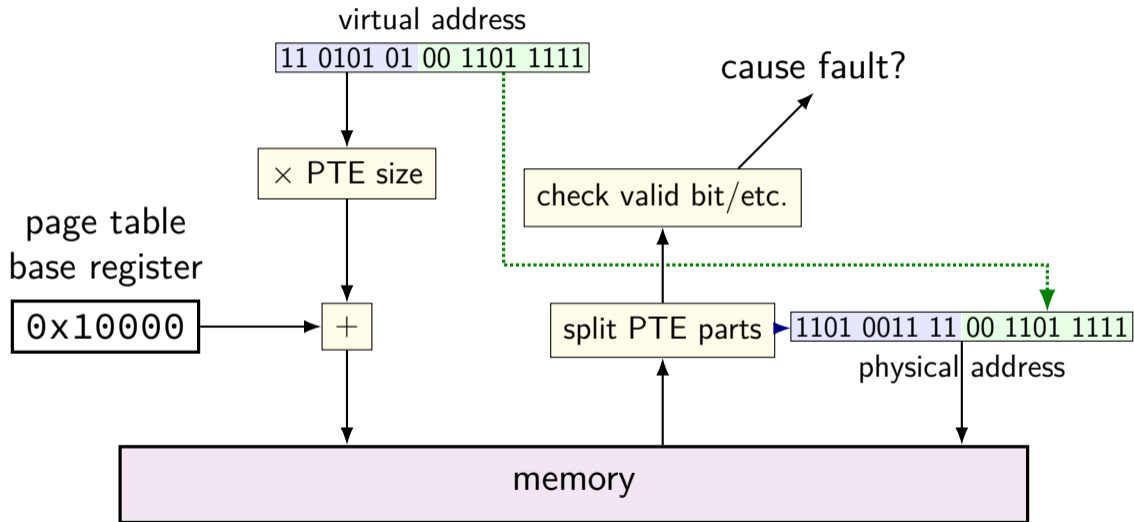 virtual address
11 0101 01 00 1101 1111
cause fault?
× PTE size
check valid bit/etc.
page table
base register
0x10000
+
split PTE parts
1101 0011 11 00 1101 1111
physical address
memory